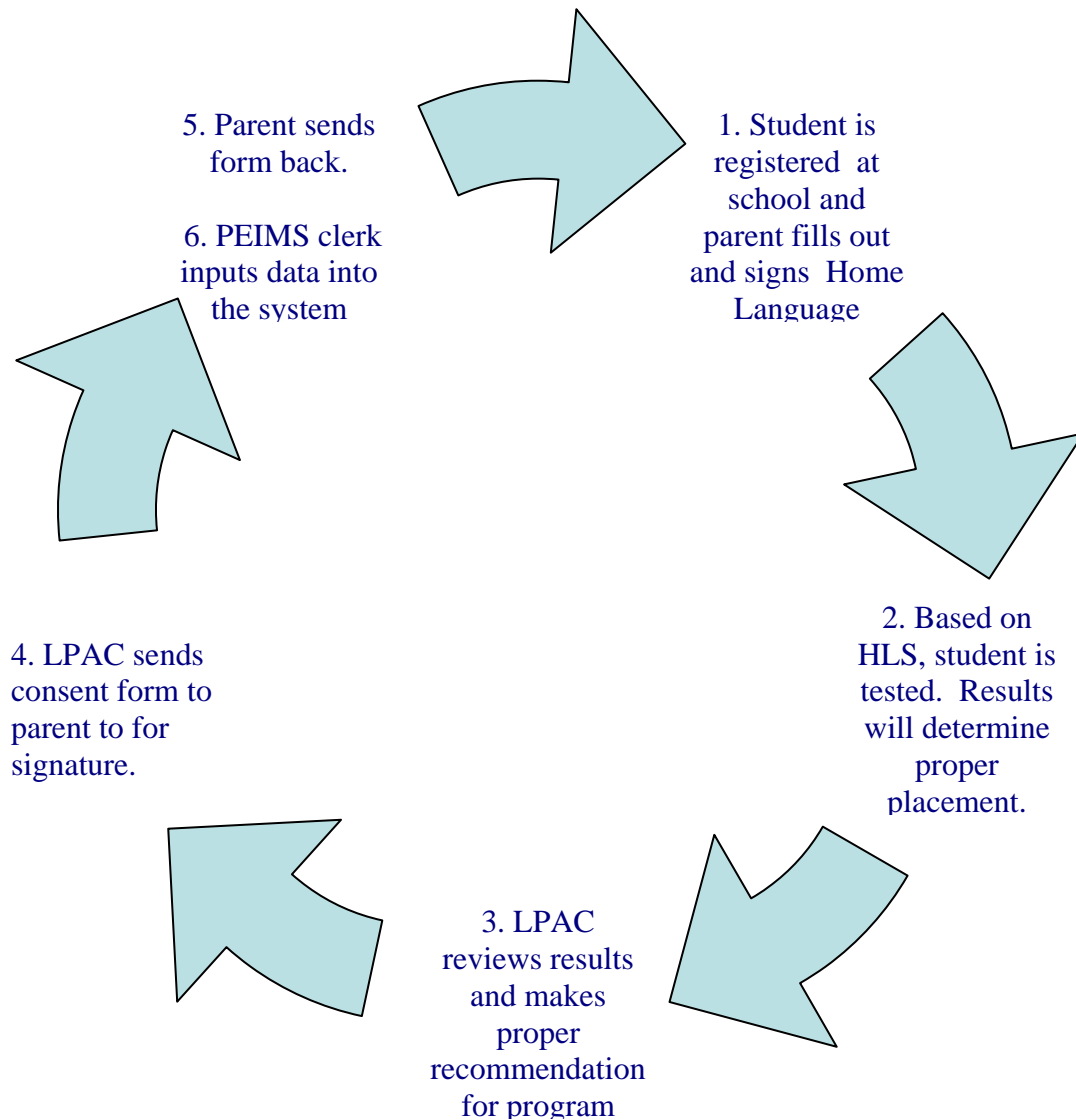 1. Student is
registered at
school and
parent fills out
and signs Home
Language
2. Based on
HLS, student is
tested. Results
will determine
proper
placement.
3. LPAC
reviews results
and makes
proper
recommendation
for program
4. LPAC sends
consent form to
parent to for
signature.
5. Parent sends
form back.
6. PEIMS clerk
inputs data into
the system